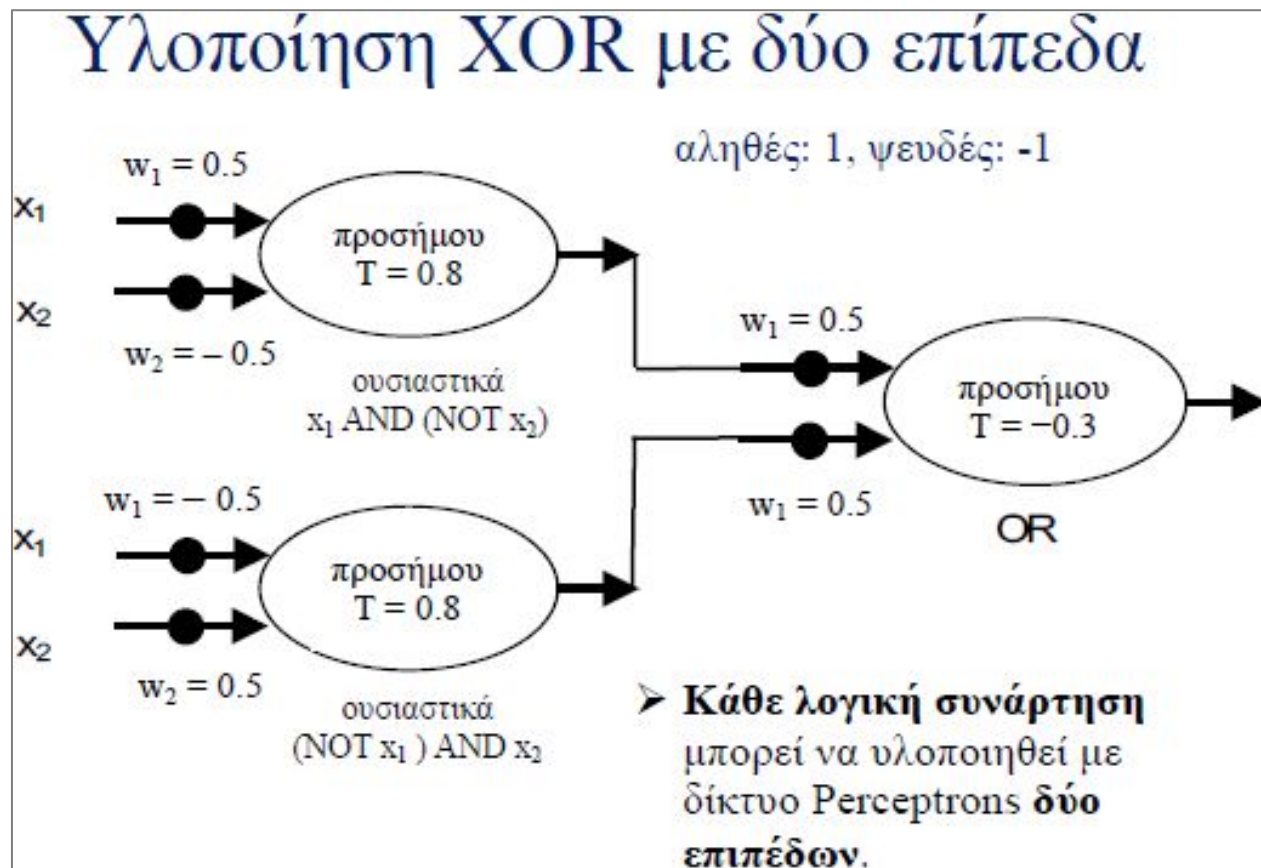 Υλοποίηση XOR με δύο επίπεδα
αληθές: 1, ψευδές: -1
w₁ = 0.5
x₁
x₂
w₂ = – 0.5
προσήμου
T = 0.8
ουσιαστικά
x₁ AND (NOT x₂)
w₁ = – 0.5
x₁
x₂
w₂ = 0.5
προσήμου
T = 0.8
ουσιαστικά
(NOT x₁ ) AND x₂
w₁ = 0.5
w₁ = 0.5
προσήμου
T = −0.3
OR
➢ Κάθε λογική συνάρτηση
μπορεί να υλοποιηθεί με
δίκτυο Perceptrons δύο
επιπέδων.